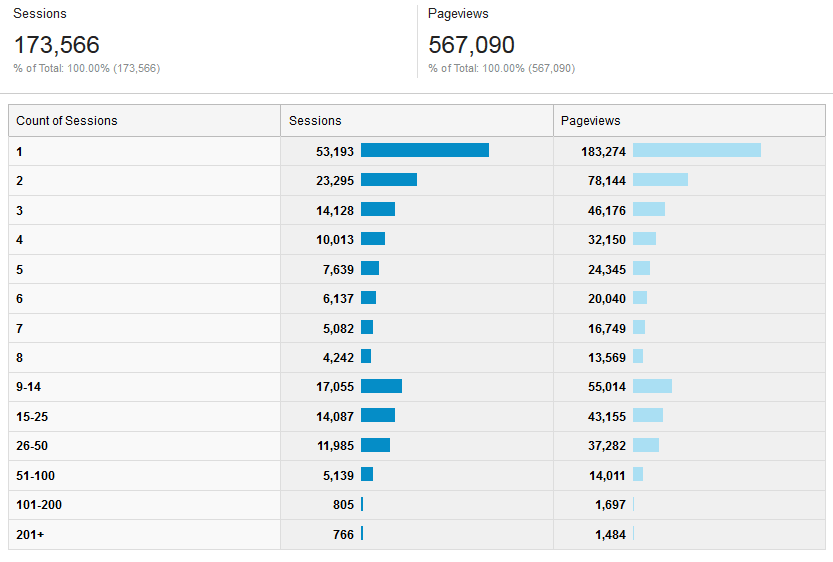 Sessions Pageviews
173,566 567,090
% of Total: 100.00% (173,566) % of Total: 100.00% (567,090)
Count of Sessions Sessions Pageviews
1 53,193 183,274
2 23,295 78,144
3 14,128 46,176
4 10,013 32,150
5 7,639 24,345
6 6,137 20,040
7 5,082 16,749
8 4,242 13,569
9-14 17,055 55,014
15-25 14,087 43,155
26-50 11,985 37,282
51-100 5,139 14,011
101-200 805 1,697
201+ 766 1,484